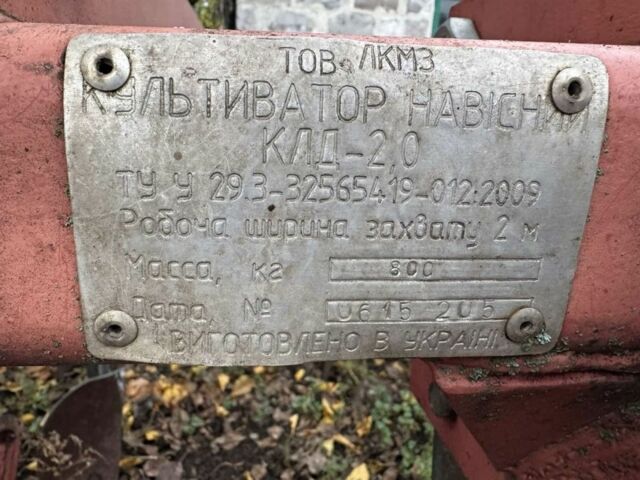 ТОВ ЛКМЗ
КУЛЬТИВАТОР НАВІСНИЙ
КЛД-2,0
ТУ У 29.3-32565419-012:2009
Робоча ширина захвату 2 м
Масса, кг 800
Дата, № 0615 205
ВИГОТОВЛЕНО В УКРАЇНІ